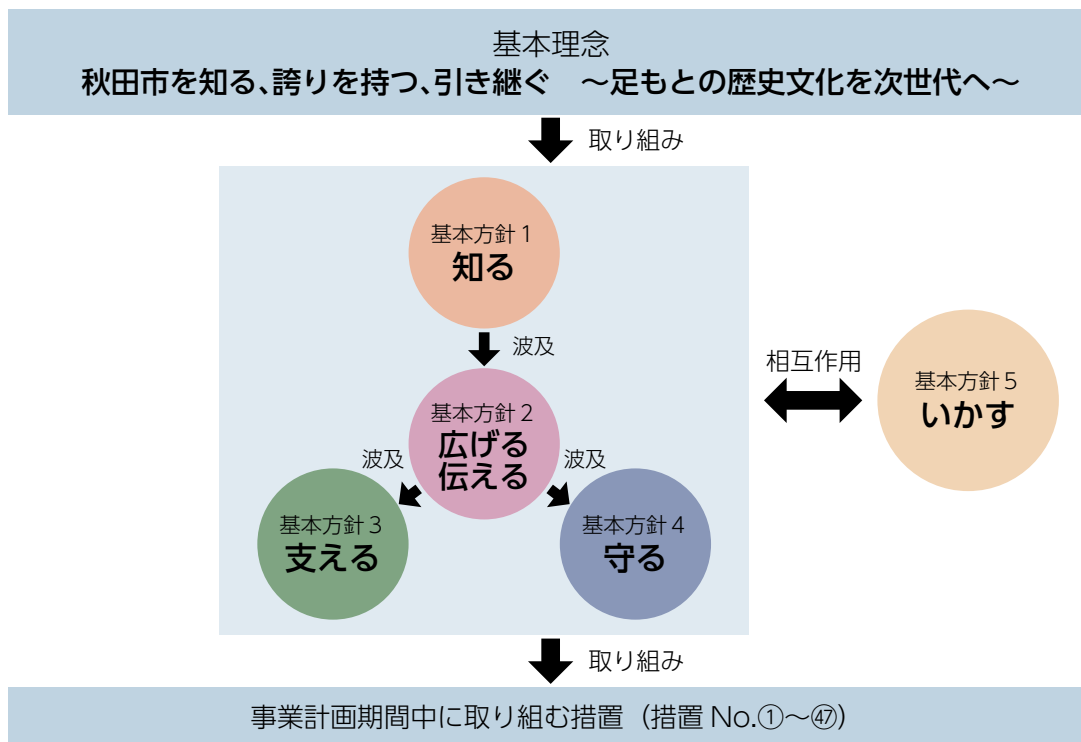 基本理念
秋田市を知る、誇りを持つ、引き継ぐ　～足もとの歴史文化を次世代へ～
取り組み
基本方針1
知る
波及
基本方針2
広げる
伝える
波及
波及
基本方針3
支える
基本方針4
守る
相互作用
基本方針5
いかす
取り組み
事業計画期間中に取り組む措置（措置 No.①～㊼）